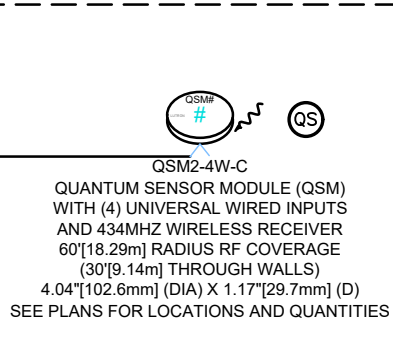 QSM#
#
QS
QSM2-4W-C
QUANTUM SENSOR MODULE (QSM)
WITH (4) UNIVERSAL WIRED INPUTS
AND 434MHZ WIRELESS RECEIVER
60'[18.29m] RADIUS RF COVERAGE
(30'[9.14m] THROUGH WALLS)
4.04"[102.6mm] (DIA) X 1.17"[29.7mm] (D)
SEE PLANS FOR LOCATIONS AND QUANTITIES